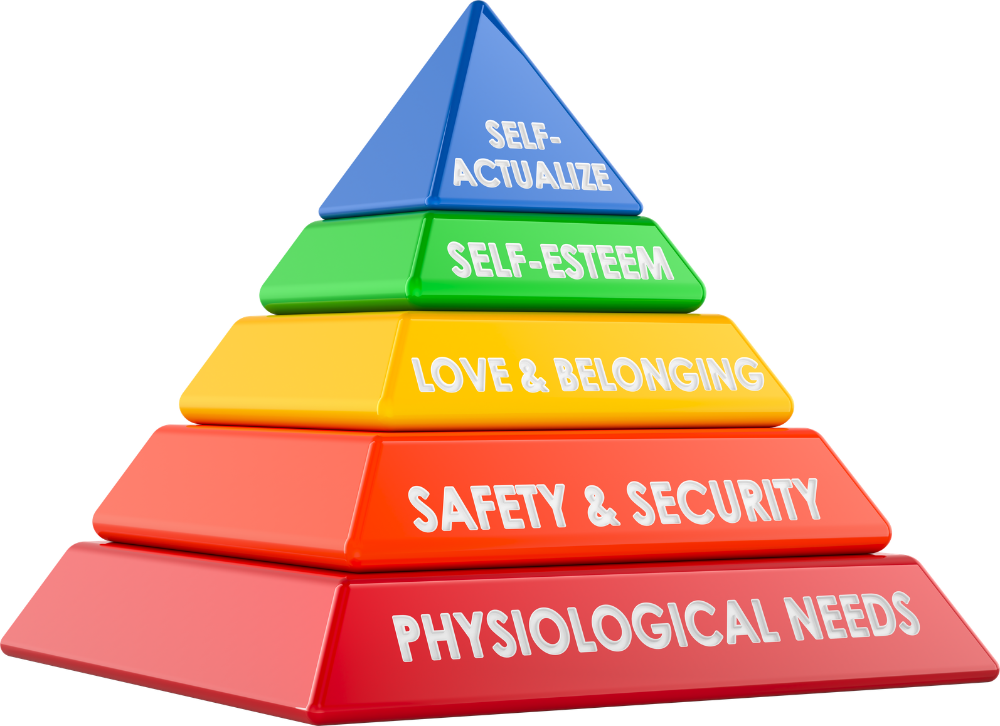 SELF-
ACTUALIZE
SELF-ESTEEM
LOVE & BELONGING
SAFETY & SECURITY
PHYSIOLOGICAL NEEDS